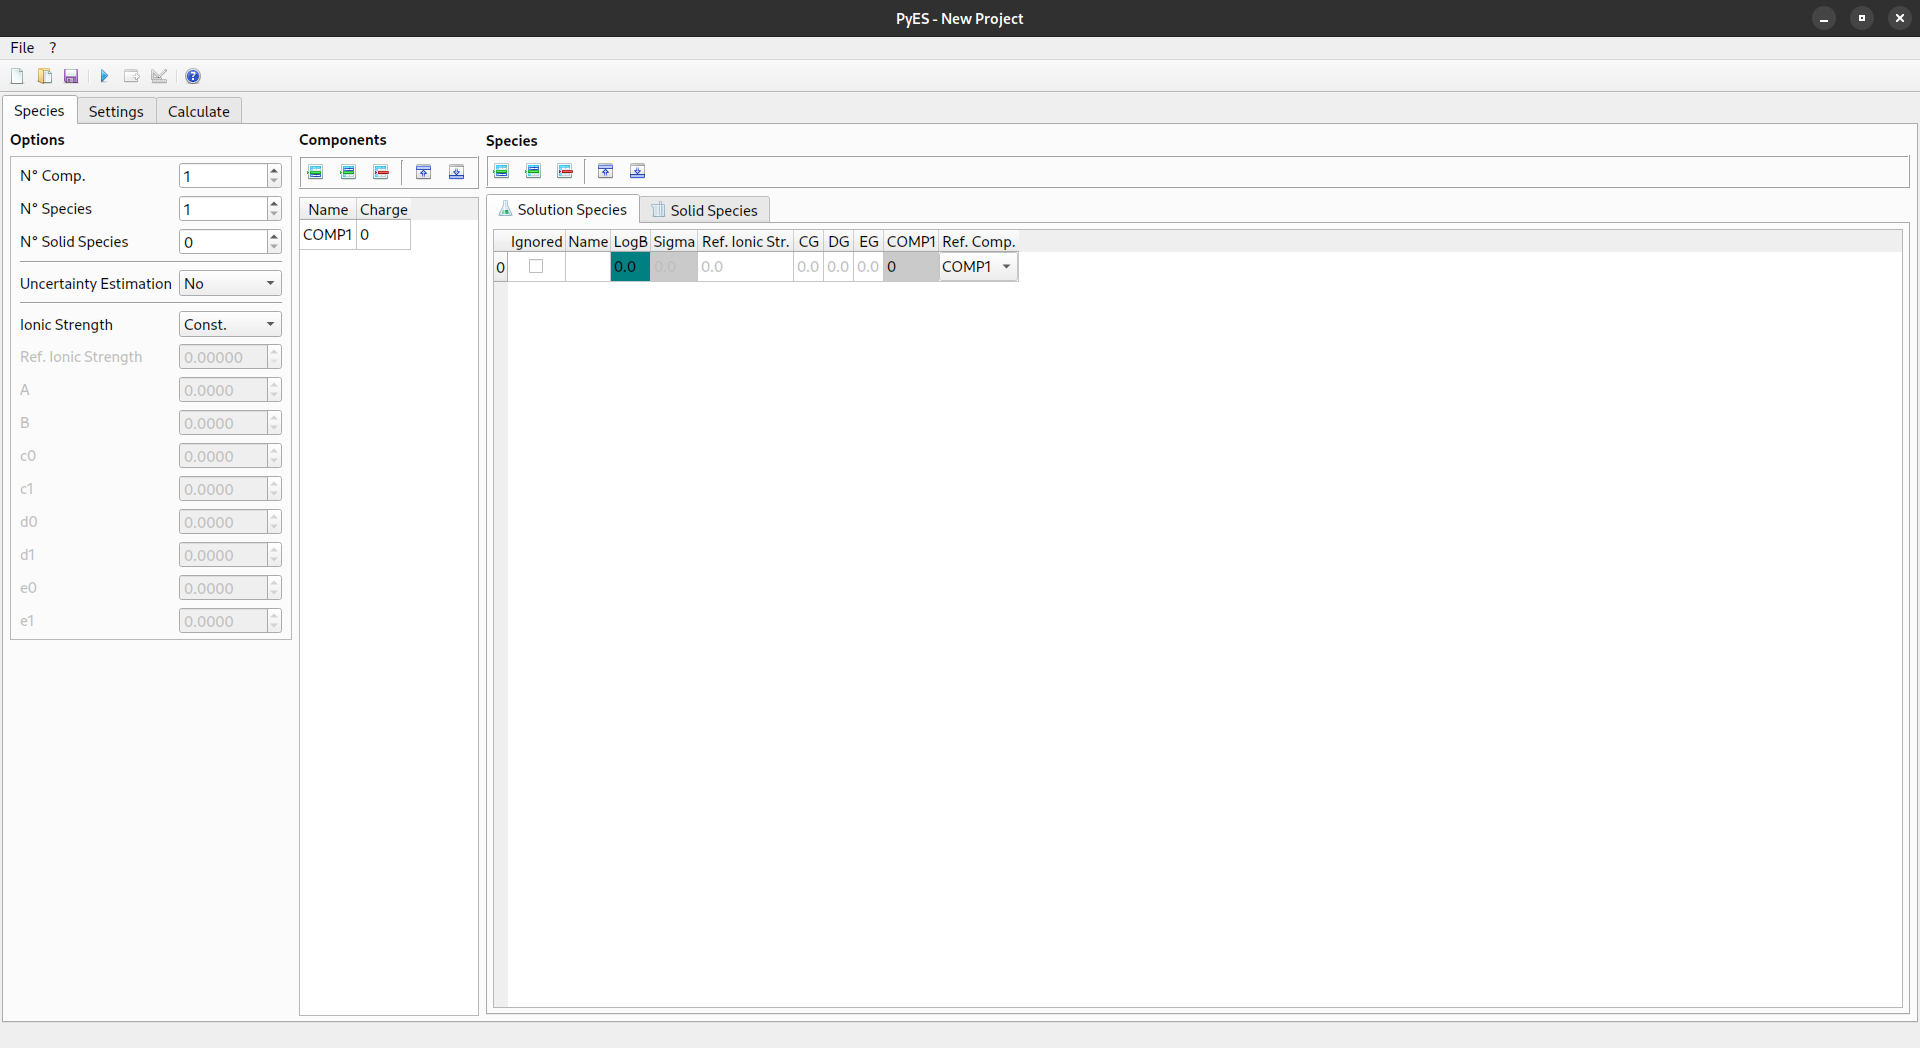 PyES - New Project
File ?
Species Settings Calculate
Options
N° Comp. 1
N° Species 1
N° Solid Species 0
Uncertainty Estimation No
Ionic Strength Const.
Ref. Ionic Strength 0.00000
A 0.0000
B 0.0000
c0 0.0000
c1 0.0000
d0 0.0000
d1 0.0000
e0 0.0000
e1 0.0000
Components
Name Charge
COMP1 0
Species
Solution Species Solid Species
Ignored Name LogB Sigma Ref. Ionic Str. CG DG EG COMP1 Ref. Comp.
0 0.0 0.0 0.0 0.0 0.0 0.0 0 COMP1